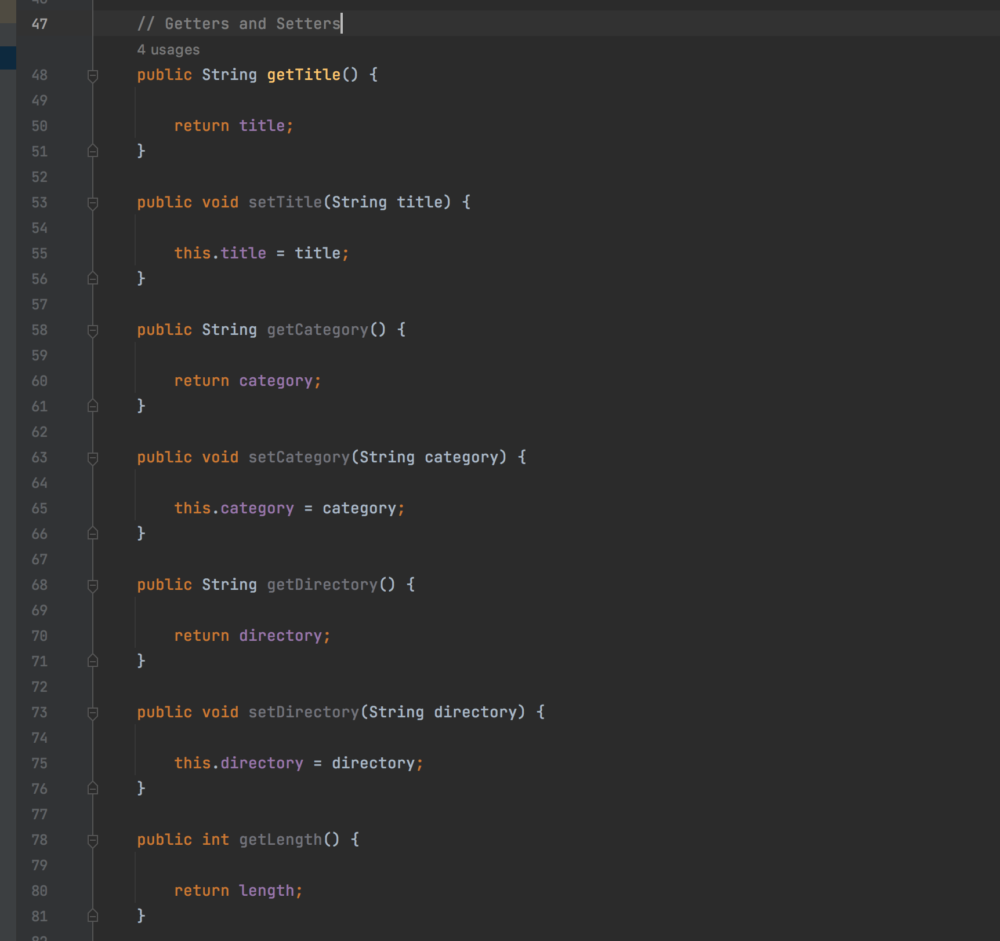 47 // Getters and Setters
4 usages
48 public String getTitle() {
49
50 return title;
51 }
52
53 public void setTitle(String title) {
54
55 this.title = title;
56 }
57
58 public String getCategory() {
59
60 return category;
61 }
62
63 public void setCategory(String category) {
64
65 this.category = category;
66 }
67
68 public String getDirectory() {
69
70 return directory;
71 }
72
73 public void setDirectory(String directory) {
74
75 this.directory = directory;
76 }
77
78 public int getLength() {
79
80 return length;
81 }